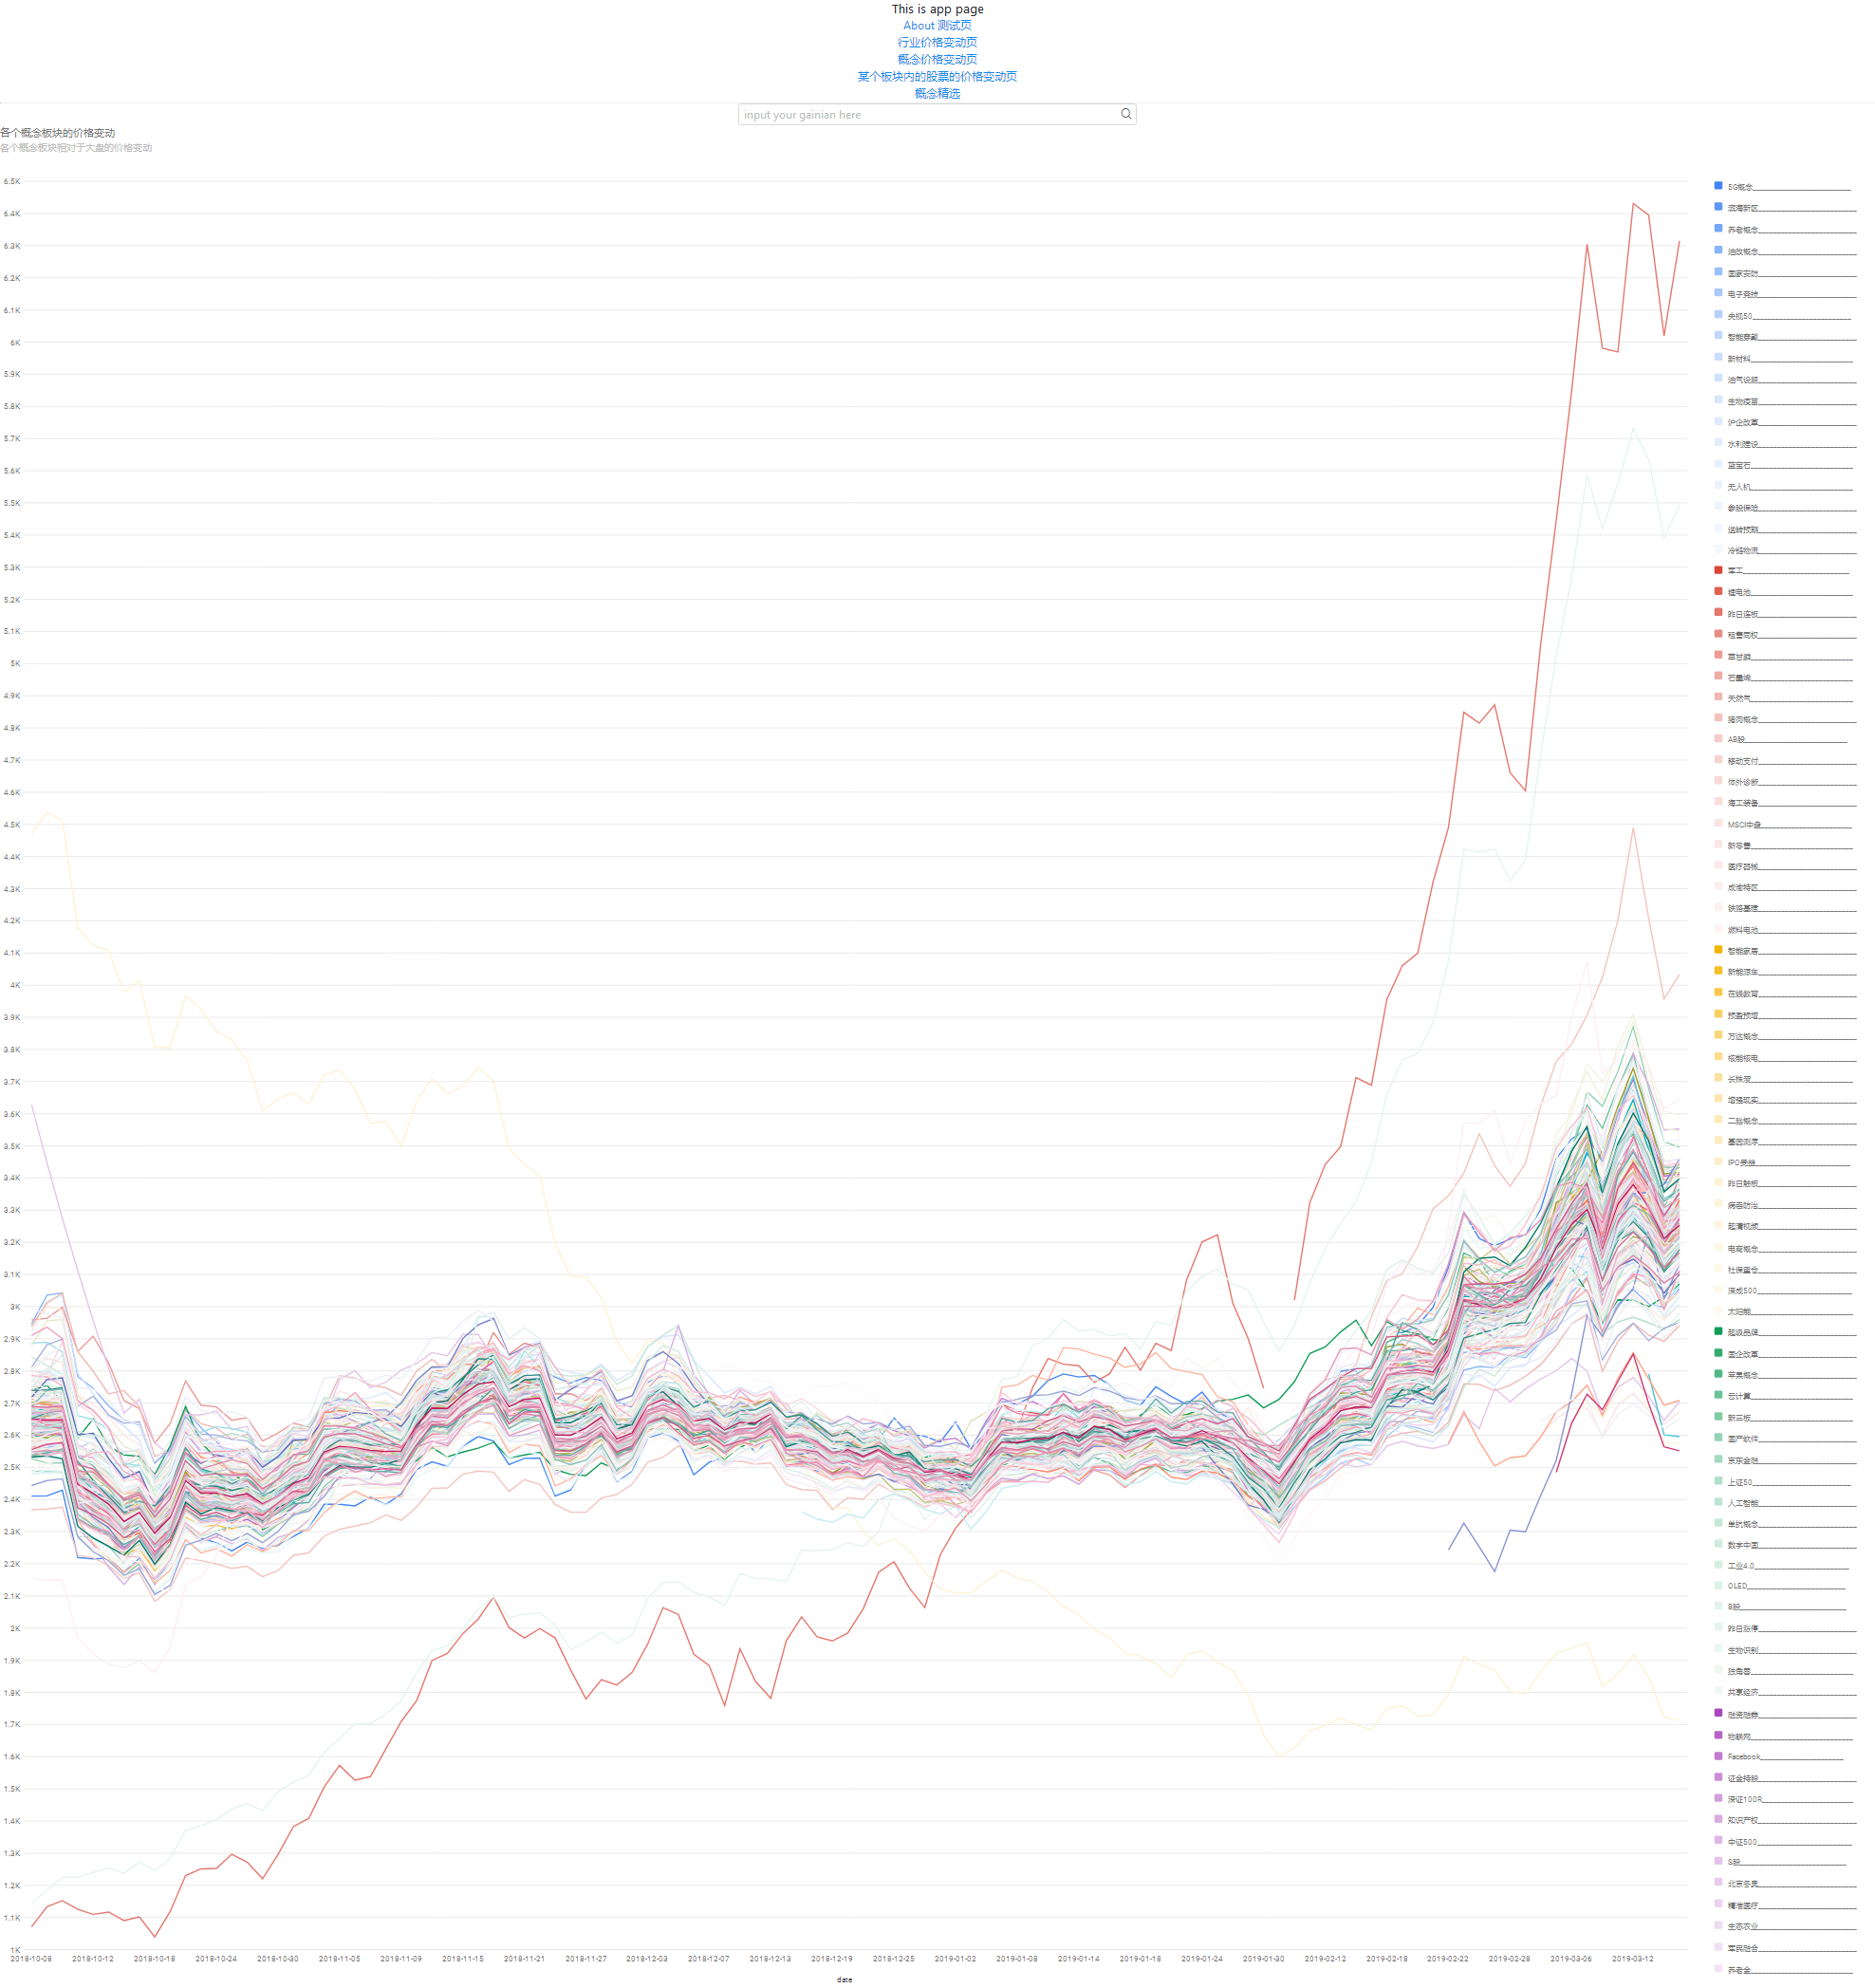 This is app page
About 测试页
行业价格变动页
概念价格变动页
某个板块内的股票的价格变动页
概念精选
input your gainian here
各个概念板块的价格变动
各个概念板块相对于大盘的价格变动
6.5K
6.4K
6.3K
6.2K
6.1K
6K
5.9K
5.8K
5.7K
5.6K
5.5K
5.4K
5.3K
5.2K
5.1K
5K
4.9K
4.8K
4.7K
4.6K
4.5K
4.4K
4.3K
4.2K
4.1K
4K
3.9K
3.8K
3.7K
3.6K
3.5K
3.4K
3.3K
3.2K
3.1K
3K
2.9K
2.8K
2.7K
2.6K
2.5K
2.4K
2.3K
2.2K
2.1K
2K
1.9K
1.8K
1.7K
1.6K
1.5K
1.4K
1.3K
1.2K
1.1K
1K
2018-10-08 2018-10-12 2018-10-18 2018-10-24 2018-10-30 2018-11-05 2018-11-09 2018-11-15 2018-11-21 2018-11-27 2018-12-03 2018-12-07 2018-12-13 2018-12-19 2018-12-25 2019-01-02 2019-01-08 2019-01-14 2019-01-18 2019-01-24 2019-01-30 2019-02-12 2019-02-18 2019-02-22 2019-02-28 2019-03-06 2019-03-12
date
5G概念
滨海新区
养老概念
油改概念
国家安防
电子竞技
央视50
智能穿戴
新材料
油气设服
生物疫苗
沪企改革
水利建设
蓝宝石
无人机
参股保险
送转预期
冷链物流
军工
锂电池
昨日连板
租售同权
草甘膦
石墨烯
天然气
猪肉概念
AB股
移动支付
体外诊断
海工装备
MSCI中盘
新零售
医疗器械
成渝特区
铁路基建
燃料电池
智能家居
新能源车
在线教育
预盈预增
万达概念
核能核电
长株潭
增强现实
二胎概念
基因测序
IPO受益
昨日触板
病毒防治
超清视频
电商概念
社保重仓
深成500
太阳能
超级品牌
国企改革
苹果概念
云计算
新三板
国产软件
京东金融
上证50
人工智能
单抗概念
数字中国
工业4.0
OLED
B股
昨日涨停
生物识别
独角兽
共享经济
融资融券
物联网
Facebook
证金持股
深证100R
知识产权
中证500
S股
北京冬奥
精准医疗
生态农业
军民融合
养老金